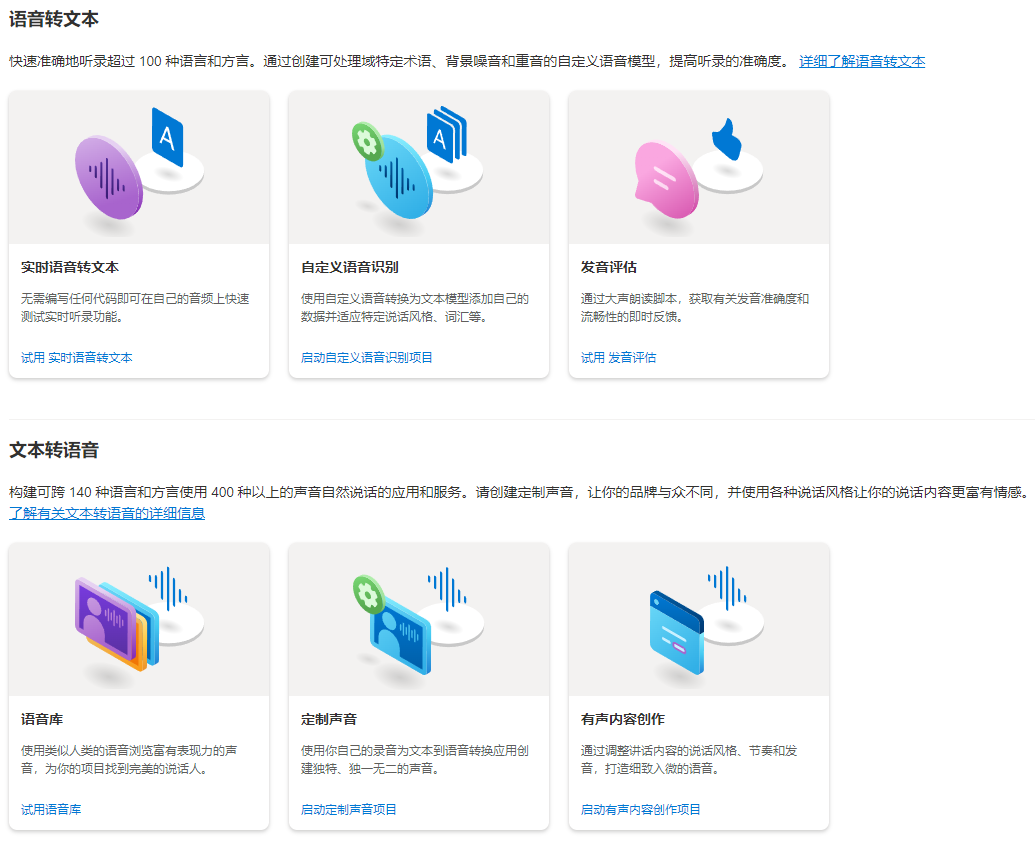 语音转文本
快速准确地听录超过 100 种语言和方言。通过创建可处理域特定术语、背景噪音和重音的自定义语音模型，提高听录的准确度。 详细了解语音转文本
A
实时语音转文本
无需编写任何代码即可在自己的音频上快速
测试实时听录功能。
试用 实时语音转文本
A
自定义语音识别
使用自定义语音转换为文本模型添加自己的
数据并适应特定说话风格、词汇等。
启动自定义语音识别项目
发音评估
通过大声朗读脚本，获取有关发音准确度和
流畅性的即时反馈。
试用 发音评估
文本转语音
构建可跨 140 种语言和方言使用 400 种以上的声音自然说话的应用和服务。请创建定制声音，让你的品牌与众不同，并使用各种说话风格让你的说话内容更富有情感。
了解有关文本转语音的详细信息
语音库
使用类似人类的语音浏览富有表现力的声
音，为你的项目找到完美的说话人。
试用语音库
定制声音
使用你自己的录音为文本到语音转换应用创
建独特、独一无二的声音。
启动定制声音项目
有声内容创作
通过调整讲话内容的说话风格、节奏和发
音，打造细致入微的语音。
启动有声内容创作项目